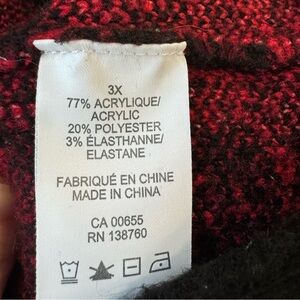 3X
77% ACRYLIQUE/
ACRYLIC
20% POLYESTER
3% ÉLASTHANNE/
ELASTANE
FABRIQUÉ EN CHINE
MADE IN CHINA
CA 00655
RN 138760